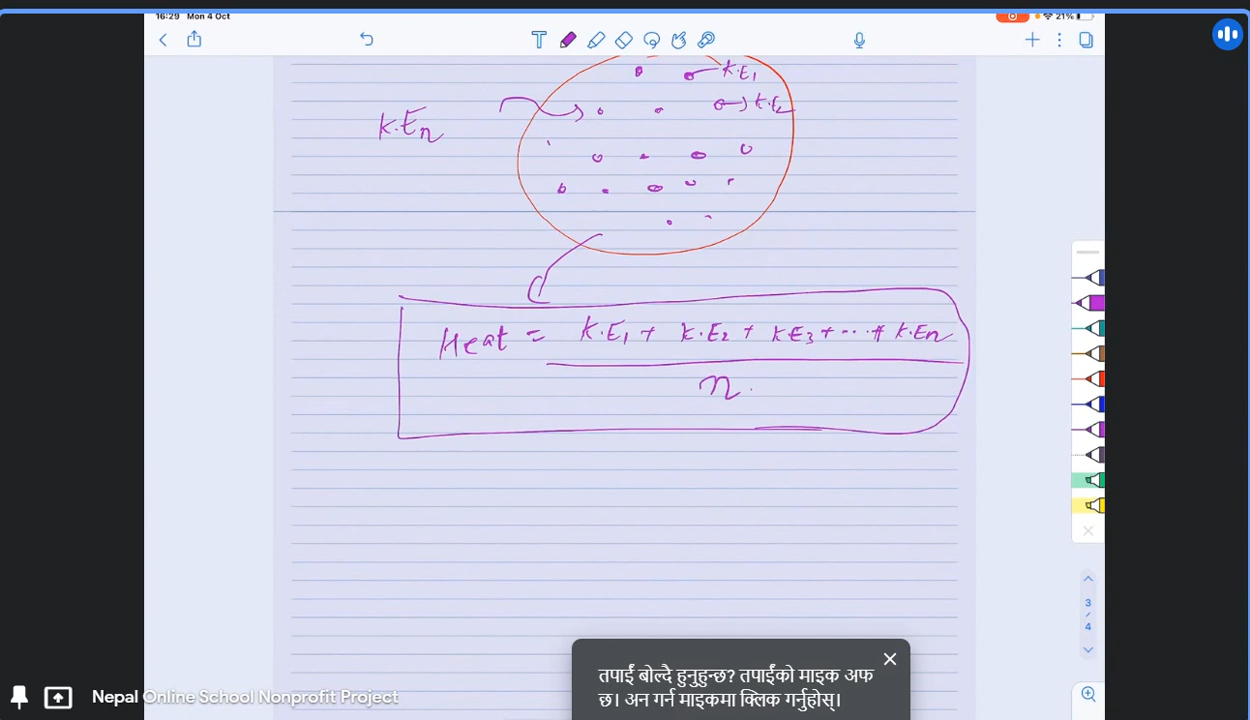 16:29 Mon 4 Oct
21%
K.E1
K.E2
K.En
Heat = K.E1 + K.E2 + KE3 + ... + K.En
n
3
/
4
तपाईं बोल्दै हुनुहुन्छ? तपाईंको माइक अफ
छ। अन गर्न माइकमा क्लिक गर्नुहोस्।
Nepal Online School Nonprofit Project